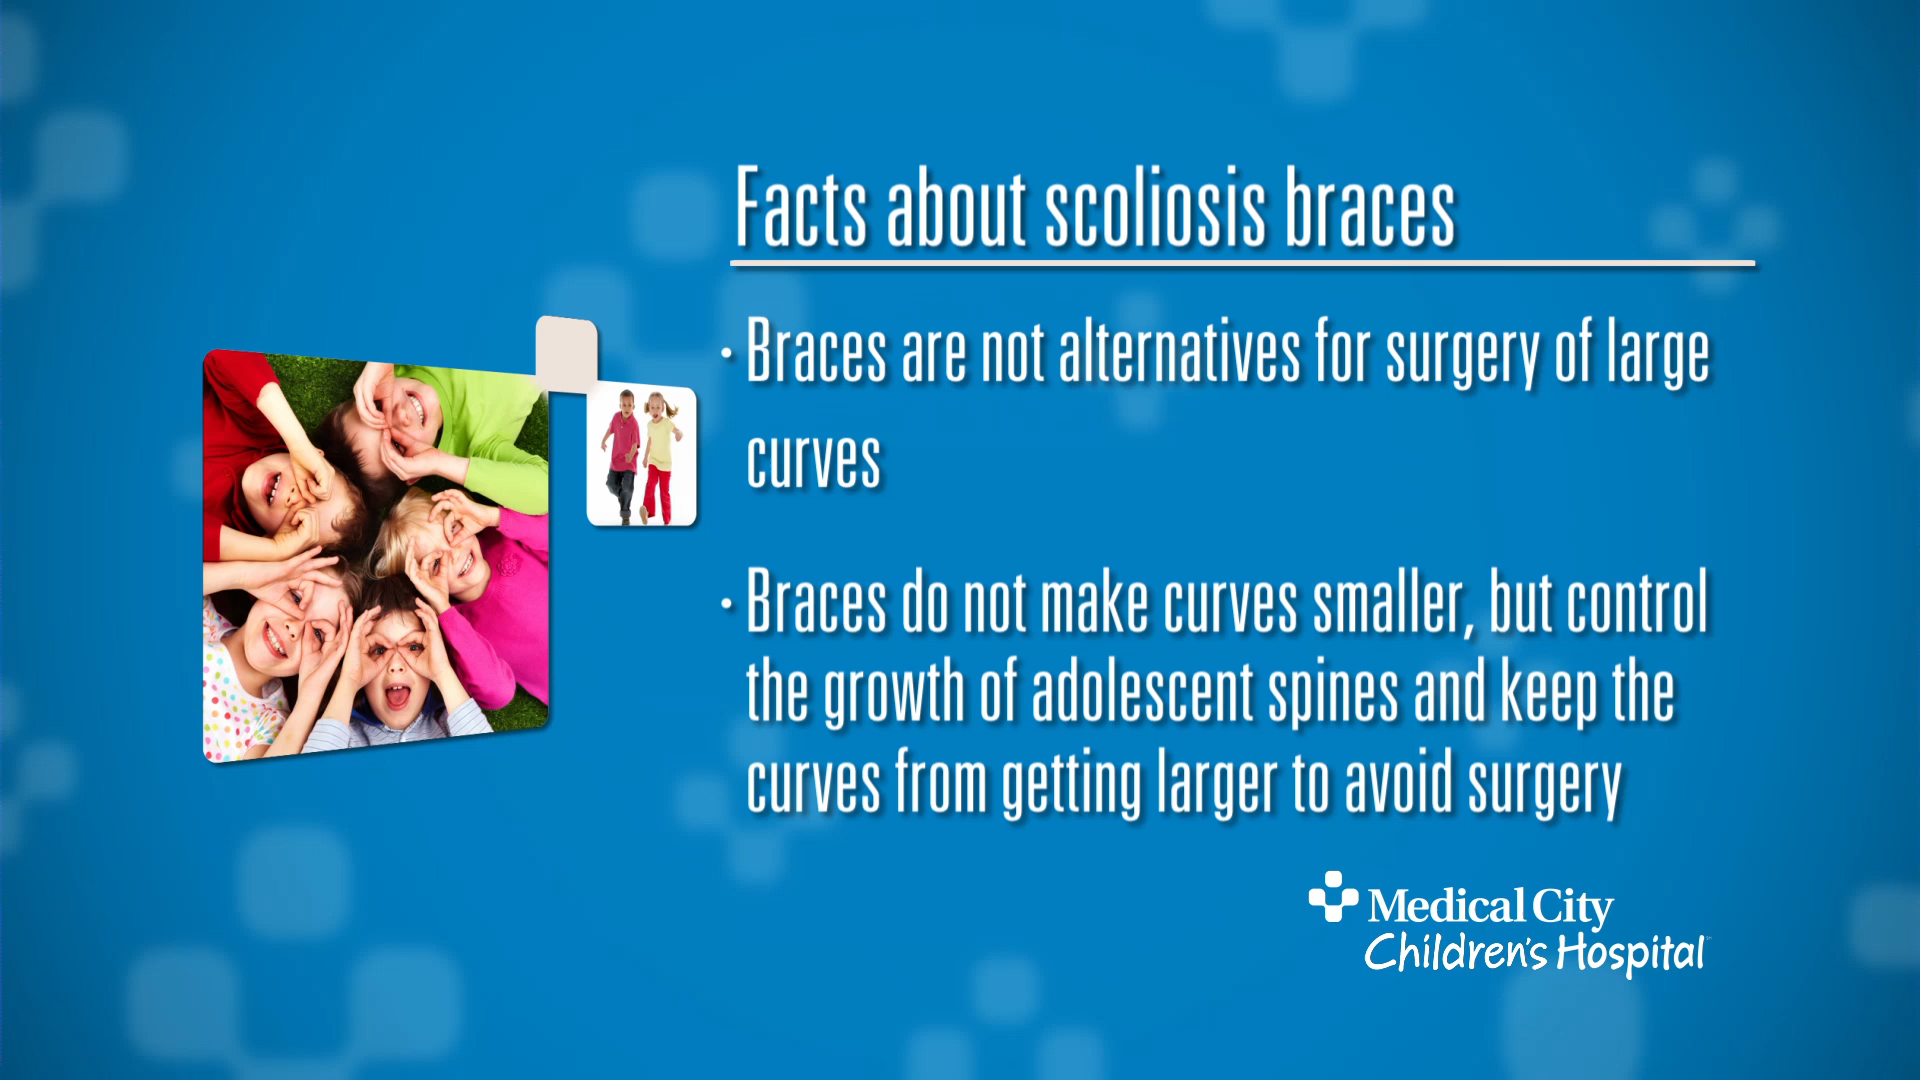 Facts about scoliosis braces
· Braces are not alternatives for surgery of large
curves
· Braces do not make curves smaller, but control
the growth of adolescent spines and keep the
curves from getting larger to avoid surgery
Medical City
Children's Hospital